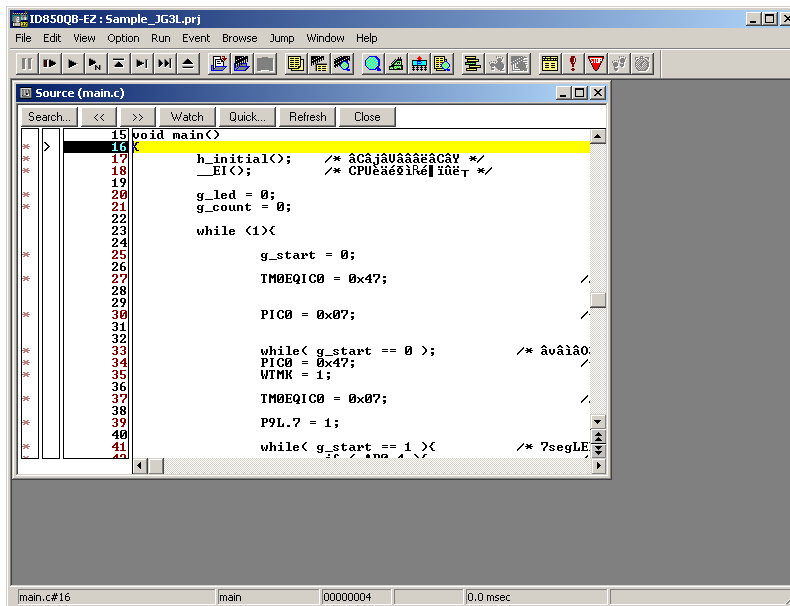 ID850QB-EZ : Sample_JG3L.prj
File Edit View Option Run Event Browse Jump Window Help
Source (main.c)
Search... << >> Watch Quick... Refresh Close
15 void main()
* > 16 {
* 17 h_initial(); /* âCâjâVâââëâCâY */
* 18 __EI(); /* */
19
* 20 g_led = 0;
* 21 g_count = 0;
22
23 while (1){
24
* 25 g_start = 0;
26
* 27 TM0EQIC0 = 0x47; /
28
29
* 30 PIC0 = 0x07; /
31
32
* 33 while( g_start == 0 ); /*
* 34 PIC0 = 0x47; /
* 35 WTMK = 1;
36
* 37 TM0EQIC0 = 0x07; /
38
* 39 P9L.7 = 1;
40
* 41 while( g_start == 1 ){ /* 7segLE
main.c#16 main 00000004 0.0 msec